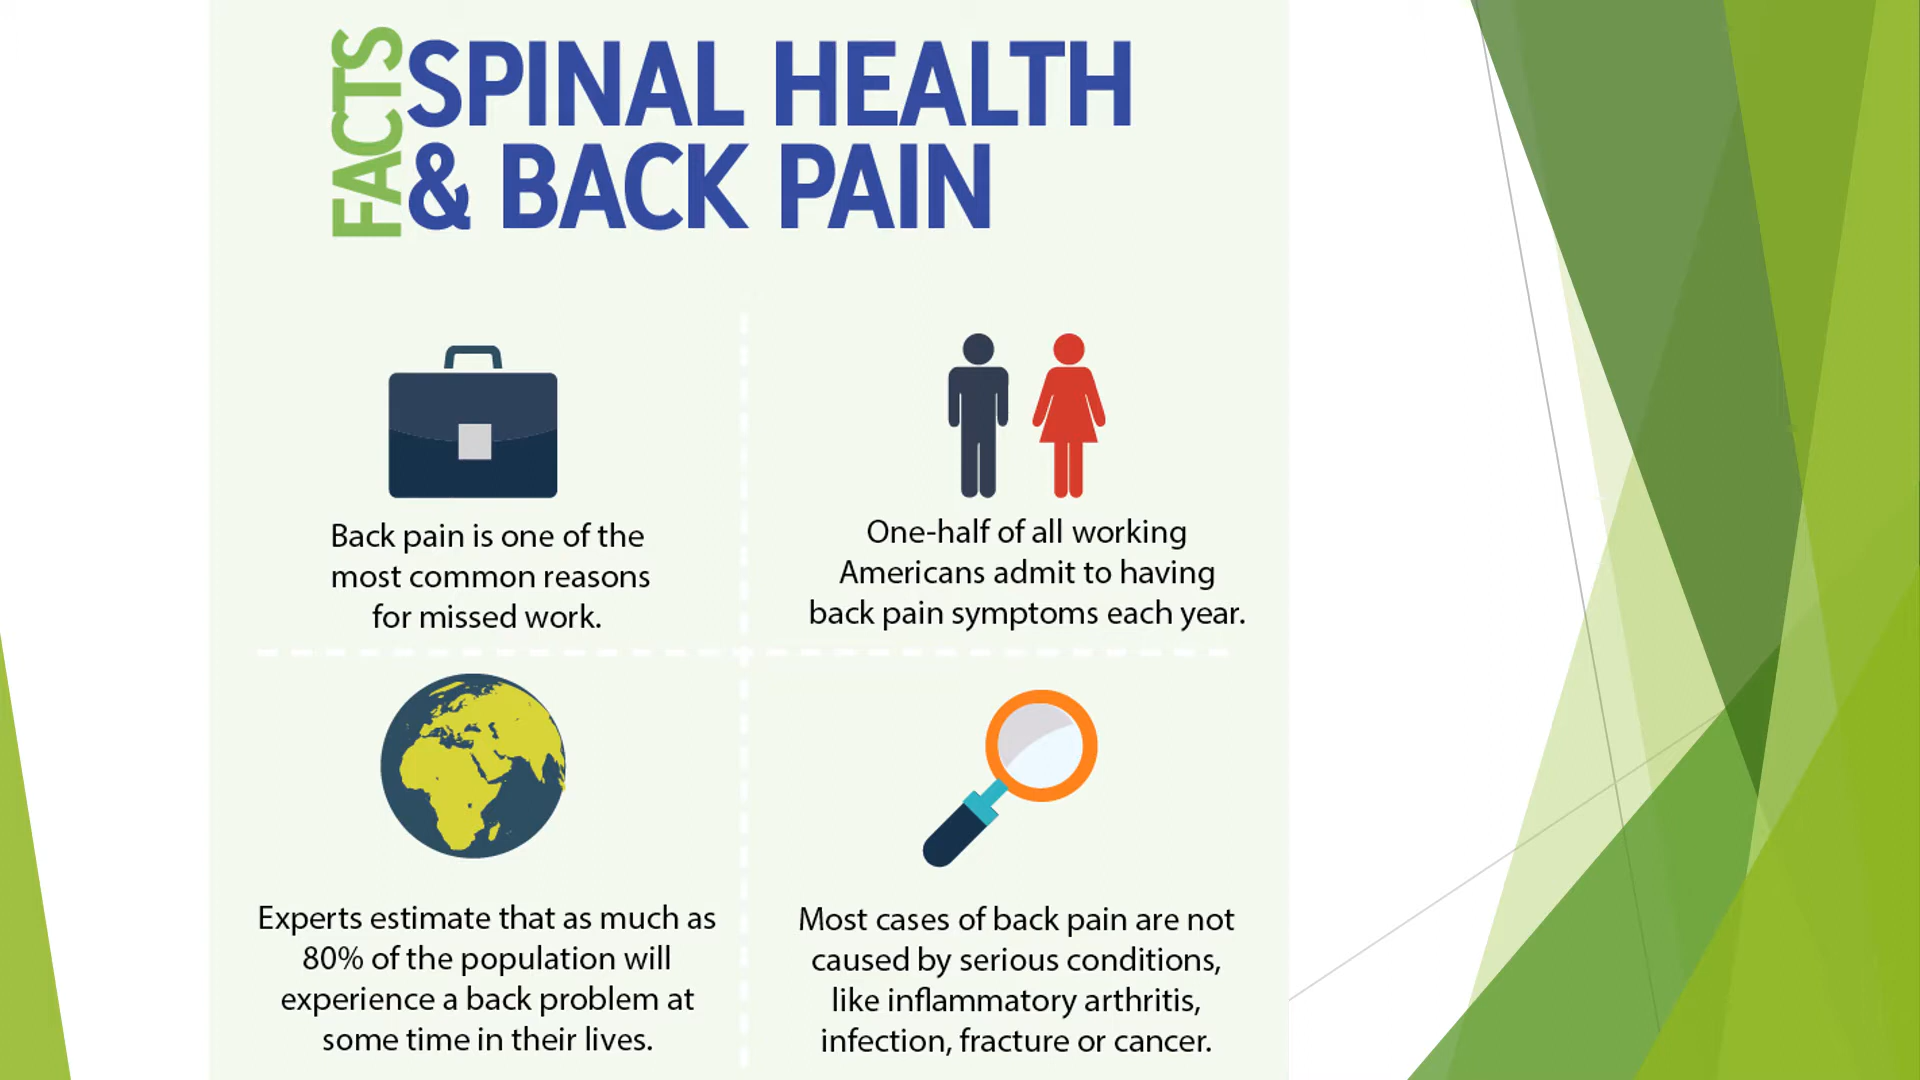 FACTS
SPINAL HEALTH
& BACK PAIN
Back pain is one of the
most common reasons
for missed work.
One-half of all working
Americans admit to having
back pain symptoms each year.
Experts estimate that as much as
80% of the population will
experience a back problem at
some time in their lives.
Most cases of back pain are not
caused by serious conditions,
like inflammatory arthritis,
infection, fracture or cancer.